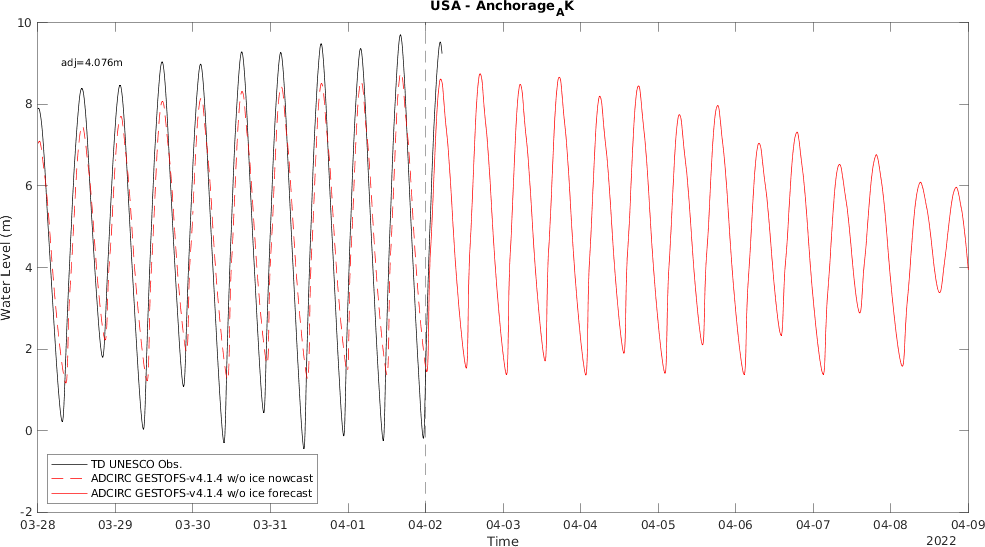 USA - Anchorage_AK
10
adj=4.076m
8
6
4
2
0
-2
Water Level (m)
TD UNESCO Obs.
ADCIRC GESTOFS-v4.1.4 w/o ice nowcast
ADCIRC GESTOFS-v4.1.4 w/o ice forecast
03-28 03-29 03-30 03-31 04-01 04-02 04-03 04-04 04-05 04-06 04-07 04-08 04-09
Time
2022